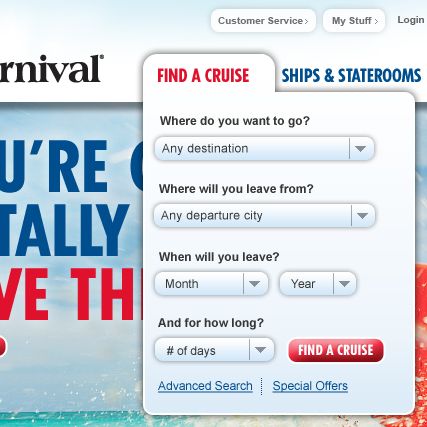 Customer Service › My Stuff › Login
rnival®
FIND A CRUISE SHIPS & STATEROOMS
Where do you want to go?
Any destination
Where will you leave from?
Any departure city
When will you leave?
Month Year
And for how long?
# of days FIND A CRUISE
Advanced Search Special Offers
U'RE
TALLY
VE TH